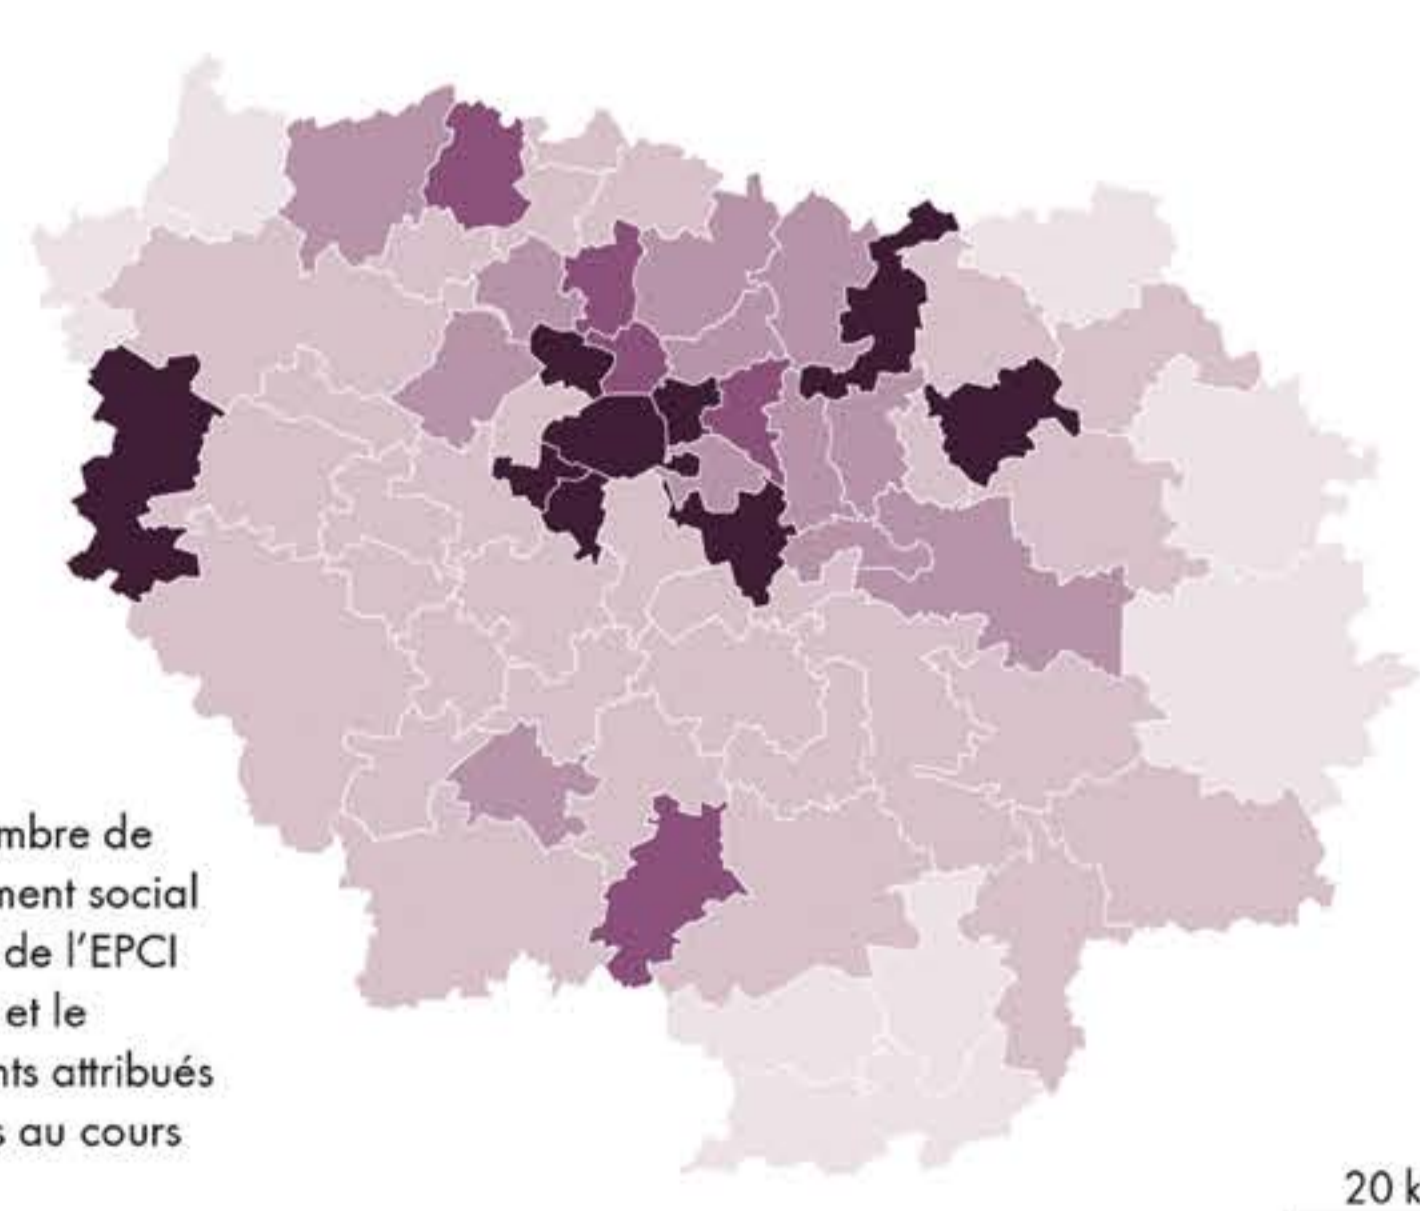 mbre de
ment social
de l'EPCI
et le
nts attribués
s au cours
20 k